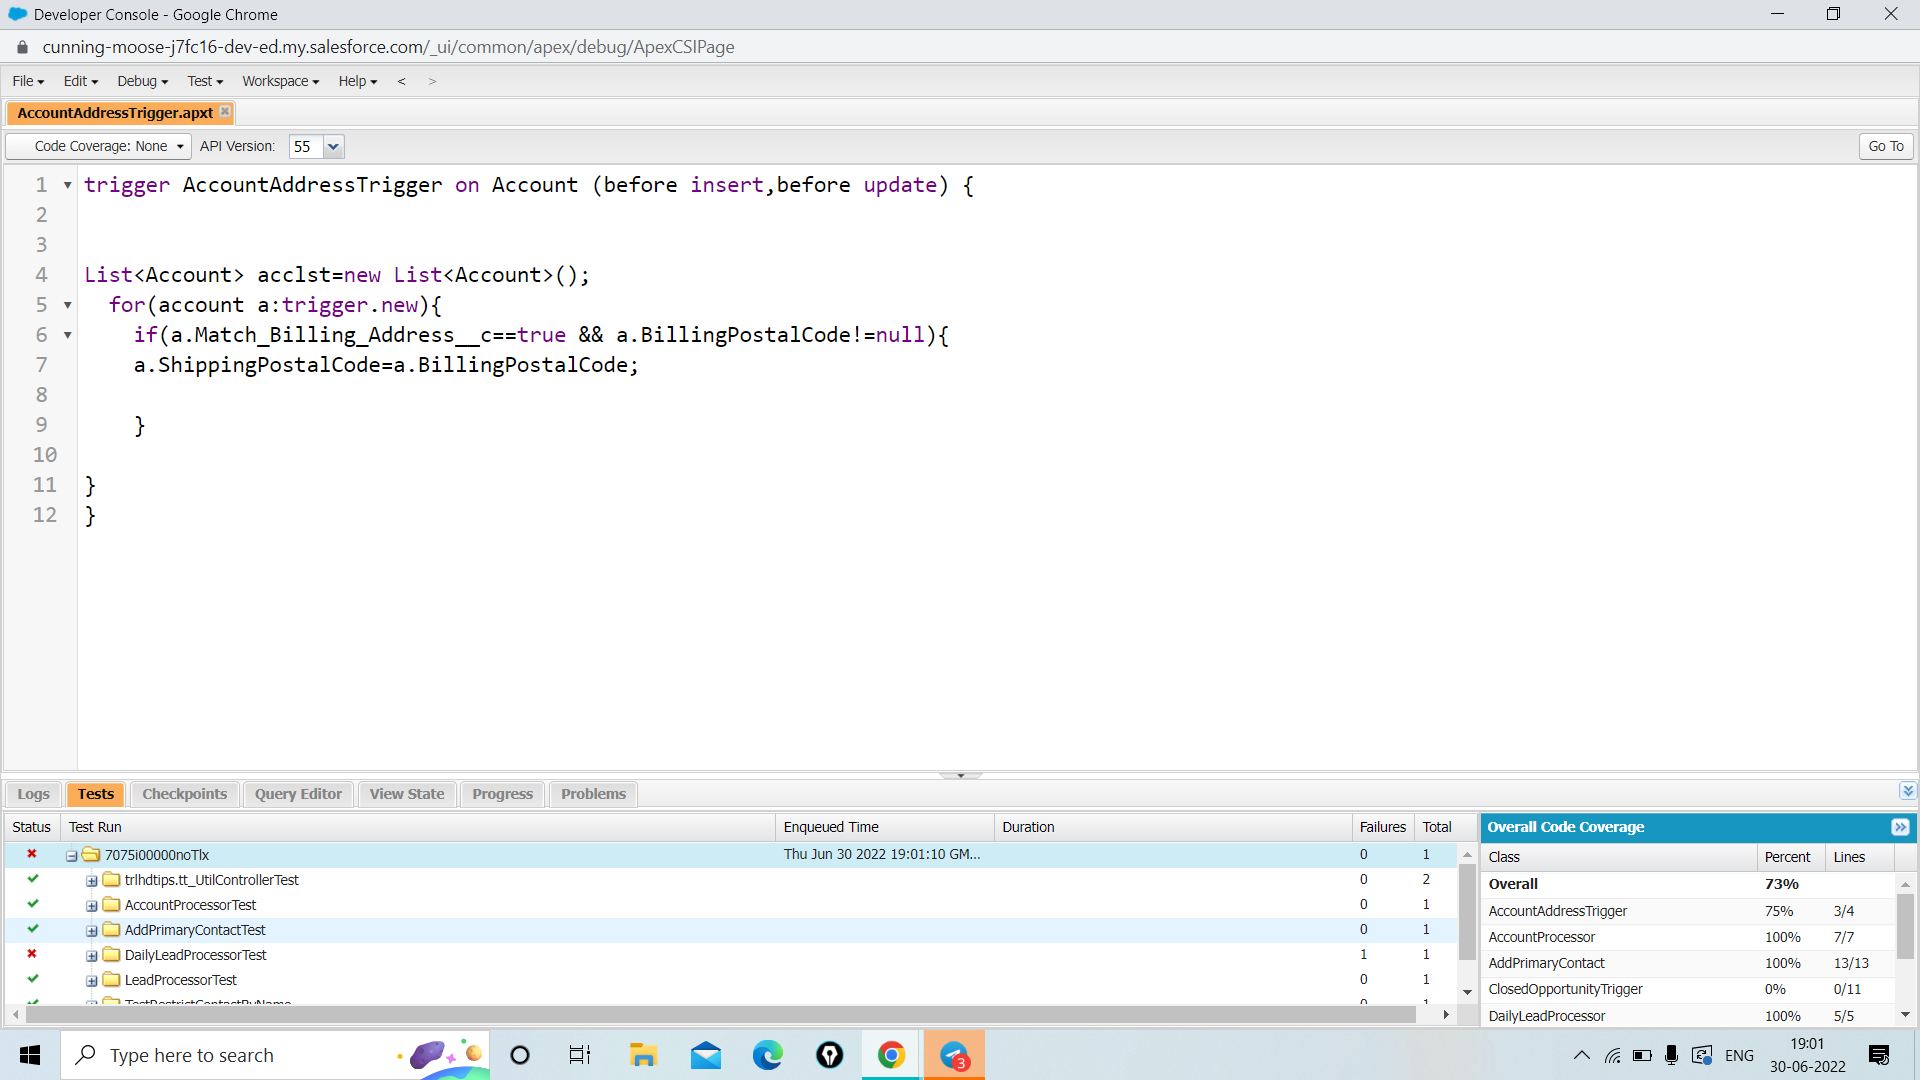 Developer Console - Google Chrome
cunning-moose-j7fc16-dev-ed.my.salesforce.com/_ui/common/apex/debug/ApexCSIPage
File Edit Debug Test Workspace Help < >
AccountAddressTrigger.apxt
Code Coverage: None API Version: 55 Go To
1 trigger AccountAddressTrigger on Account (before insert,before update) {
2
3
4 List<Account> acclst=new List<Account>();
5 for(account a:trigger.new){
6 if(a.Match_Billing_Address__c==true && a.BillingPostalCode!=null){
7 a.ShippingPostalCode=a.BillingPostalCode;
8
9 }
10
11 }
12 }
Logs Tests Checkpoints Query Editor View State Progress Problems
Status Test Run Enqueued Time Duration Failures Total
7075i00000noTlx Thu Jun 30 2022 19:01:10 GM... 0 1
trlhdtips.tt_UtilControllerTest 0 2
AccountProcessorTest 0 1
AddPrimaryContactTest 0 1
DailyLeadProcessorTest 1 1
LeadProcessorTest 0 1
TestRestrictContactByName 0 1
Overall Code Coverage
Class Percent Lines
Overall 73%
AccountAddressTrigger 75% 3/4
AccountProcessor 100% 7/7
AddPrimaryContact 100% 13/13
ClosedOpportunityTrigger 0% 0/11
DailyLeadProcessor 100% 5/5
Type here to search
3
ENG
19:01
30-06-2022